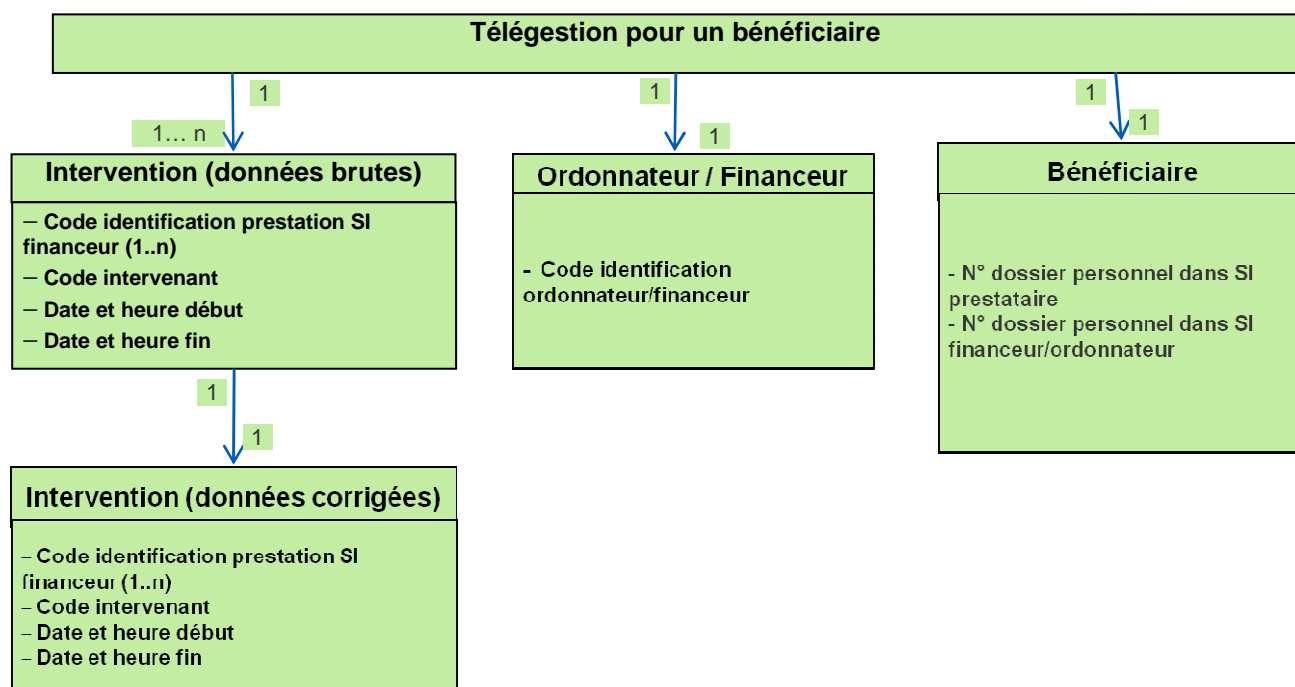 Télégestion pour un bénéficiaire
1
1
1
1… n
1
1
Intervention (données brutes)
– Code identification prestation SI
financeur (1..n)
– Code intervenant
– Date et heure début
– Date et heure fin
Ordonnateur / Financeur
- Code identification
ordonnateur/financeur
Bénéficiaire
- N° dossier personnel dans SI
prestataire
- N° dossier personnel dans SI
financeur/ordonnateur
1
1
Intervention (données corrigées)
– Code identification prestation SI
financeur (1..n)
– Code intervenant
– Date et heure début
– Date et heure fin